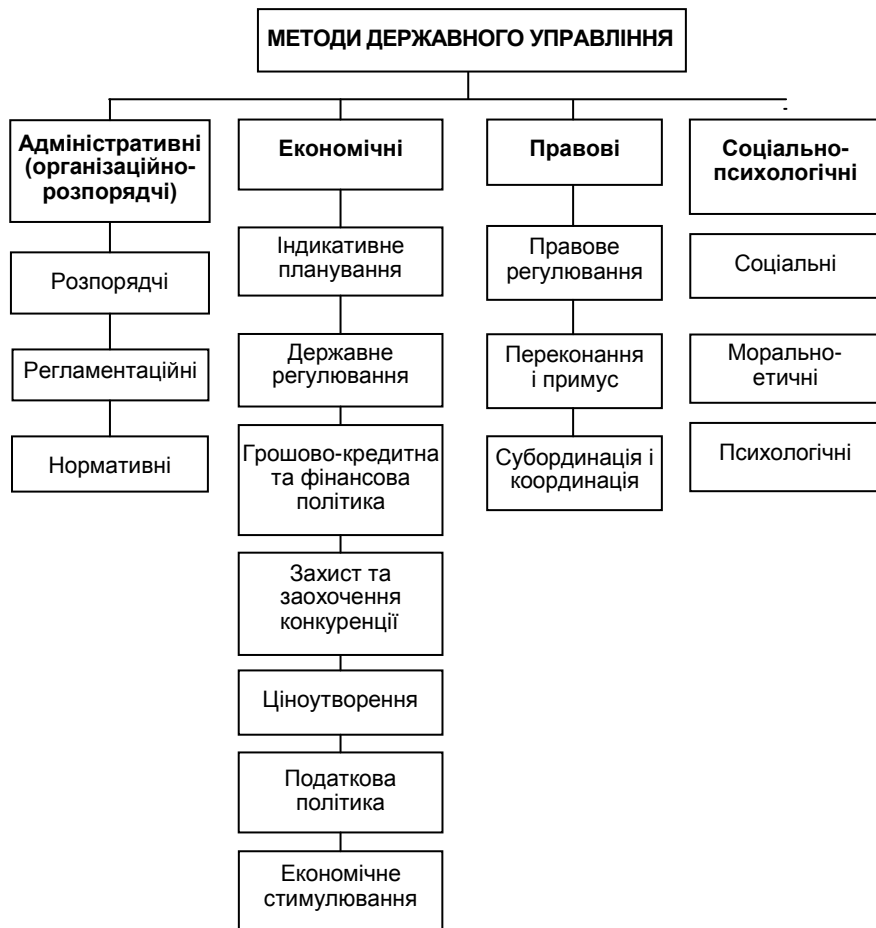 МЕТОДИ ДЕРЖАВНОГО УПРАВЛІННЯ
Адміністративні
(організаційно-
розпорядчі)
Розпорядчі
Регламентаційні
Нормативні
Економічні
Індикативне
планування
Державне
регулювання
Грошово-кредитна
та фінансова
політика
Захист та
заохочення
конкуренції
Ціноутворення
Податкова
політика
Економічне
стимулювання
Правові
Правове
регулювання
Переконання
і примус
Субординація і
координація
Соціально-
психологічні
Соціальні
Морально-
етичні
Психологічні